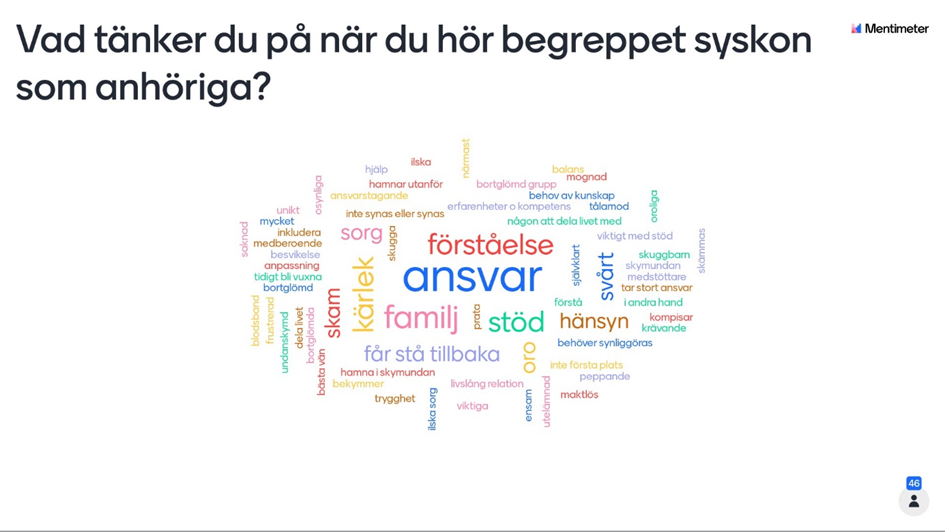 Vad tänker du på när du hör begreppet syskon
som anhöriga?
Mentimeter
närmast
ilska
hjälp
balans
mognad
osynliga
hamnar utanför
bortglömd grupp
ansvarstagande
behov av kunskap
oroliga
unikt
inte synas eller synas
erfarenheter o kompetens
tålamod
mycket
någon att dela livet med
saknad
inkludera
sorg
skugga
viktigt med stöd
skämmas
medberoende
förståelse
självklart
besvikelse
svårt
skuggbarn
anpassning
kärlek
ansvar
skymundan
tidigt bli vuxna
medstöttare
bortglömd
tar stort ansvar
blodsband
frustrerad
undanskymd
dela livet
bortglömda
skam
familj
prata
stöd
förstå
i andra hand
hänsyn
kompisar
krävande
behöver synliggöras
bästa vän
får stå tillbaka
oro
inte första plats
hamna i skymundan
peppande
bekymmer
livslång relation
trygghet
ilska sorg
viktiga
ensam
utelämnad
maktlös
46